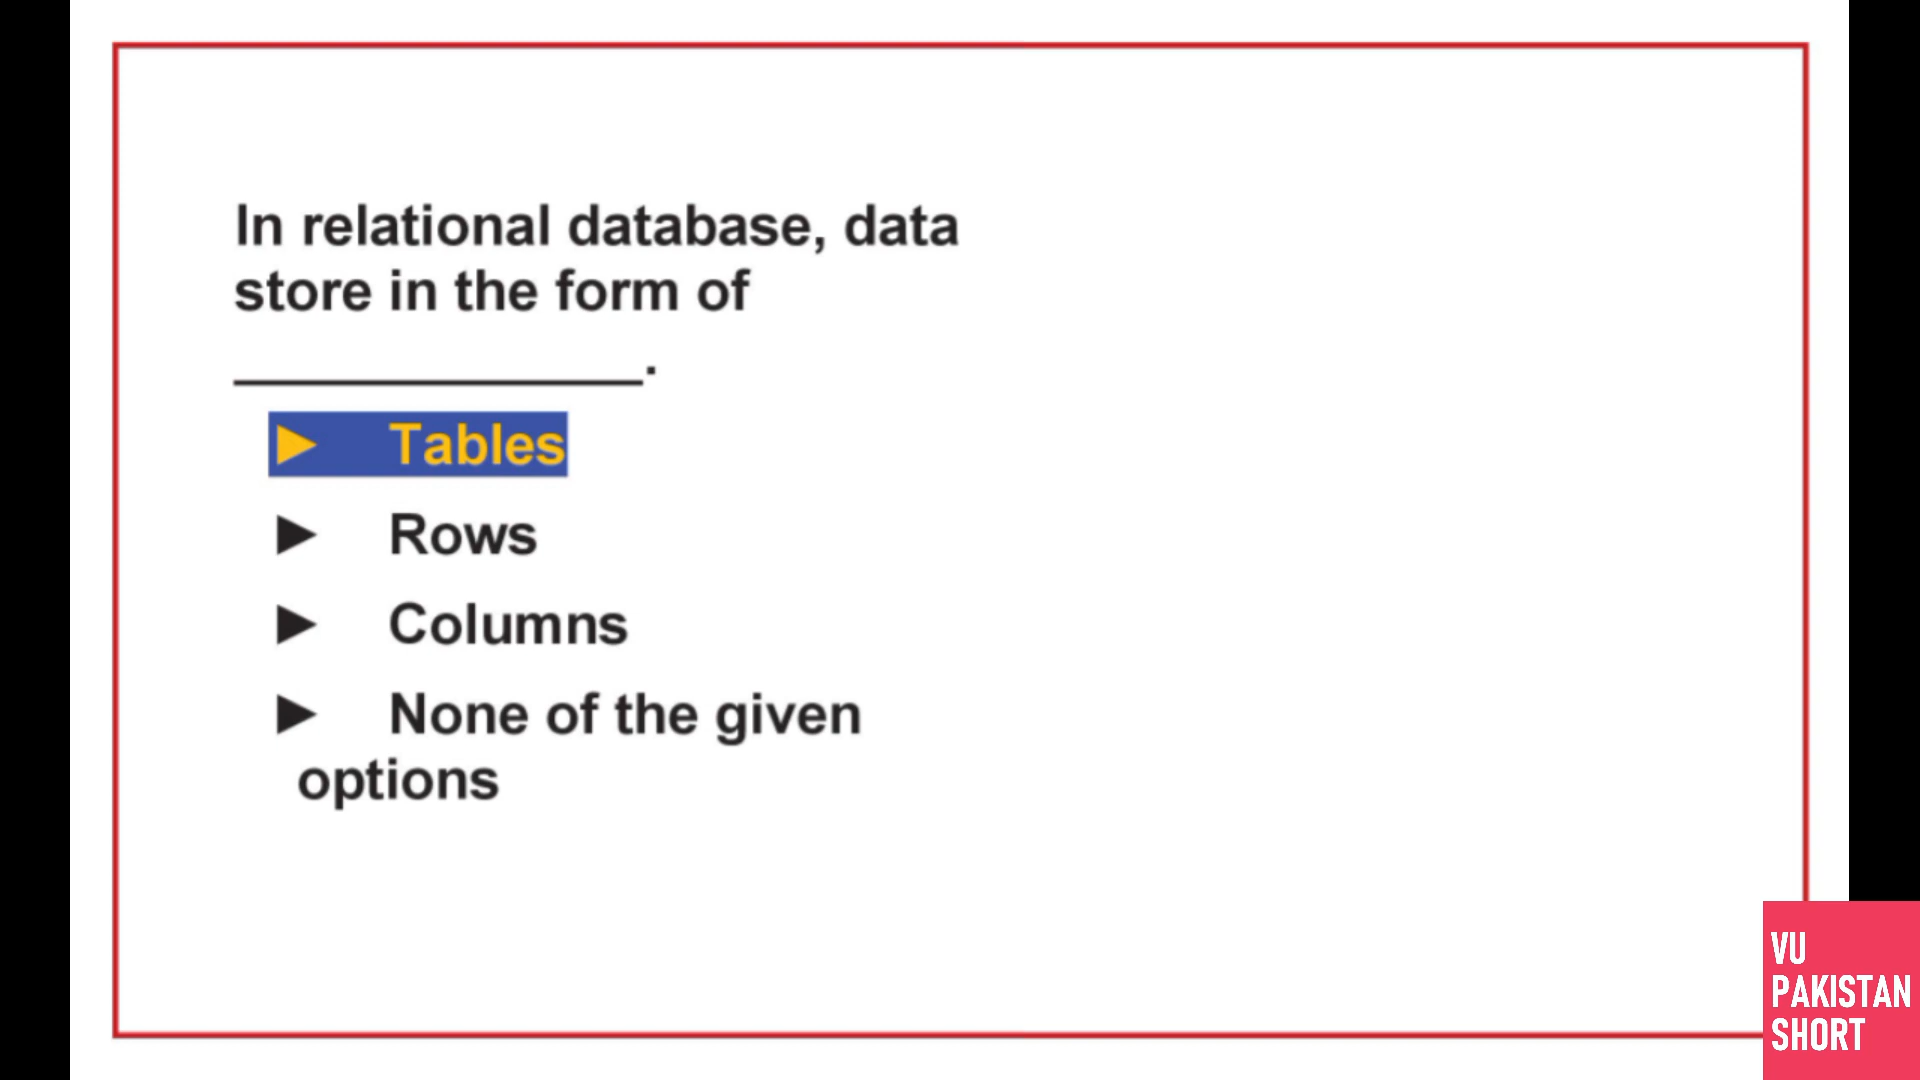 In relational database, data
store in the form of
______________.
► Tables
► Rows
► Columns
► None of the given
options
VU
PAKISTAN
SHORT